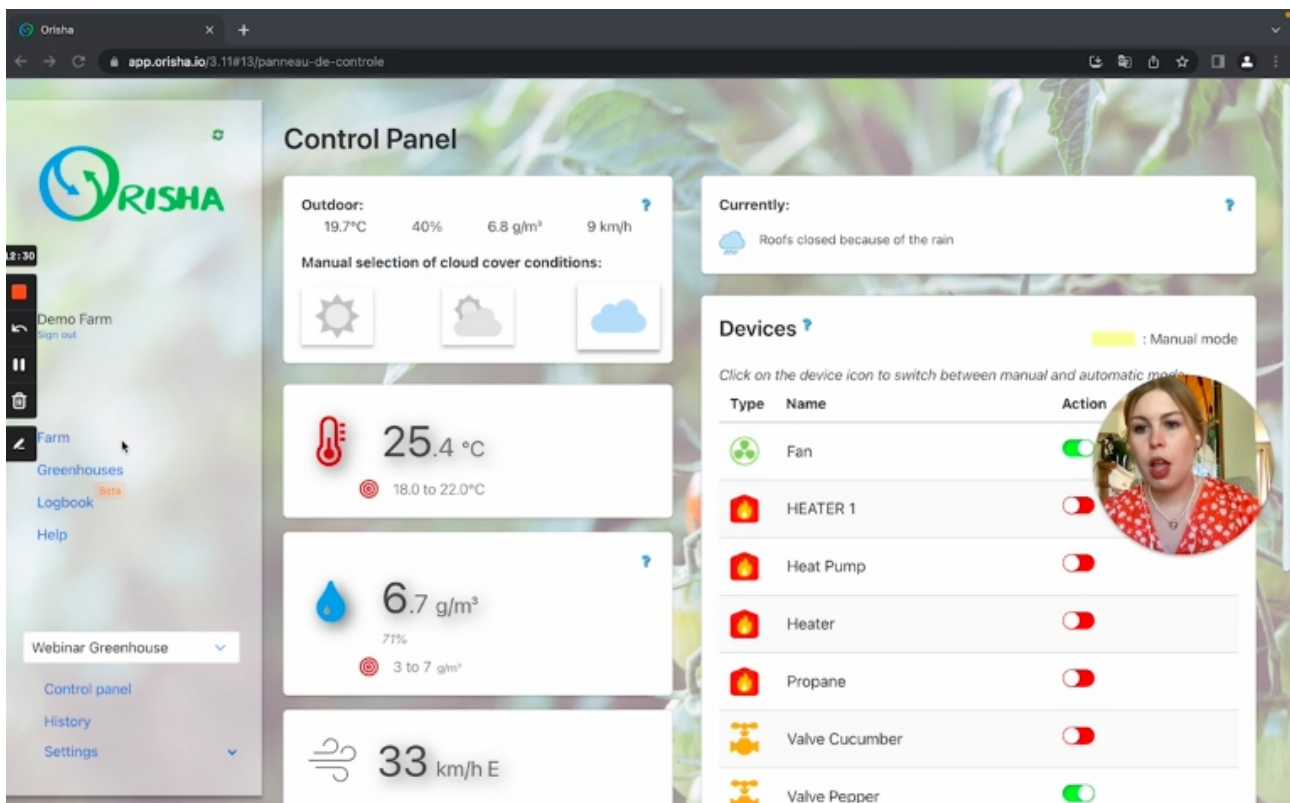 Orisha
app.orisha.io/3.11#13/panneau-de-controle
ORISHA
12:30
Demo Farm
Sign out
Farm
Greenhouses
Beta
Logbook
Help
Webinar Greenhouse
Control panel
History
Settings
Control Panel
Outdoor: ?
19.7°C 40% 6.8 g/m³ 9 km/h
Manual selection of cloud cover conditions:
25.4 °C
18.0 to 22.0°C
?
6.7 g/m³
71%
3 to 7 g/m³
33 km/h E
Currently: ?
Roofs closed because of the rain
Devices ?
: Manual mode
Click on the device icon to switch between manual and automatic mode
Type Name Action
Fan
HEATER 1
Heat Pump
Heater
Propane
Valve Cucumber
Valve Pepper